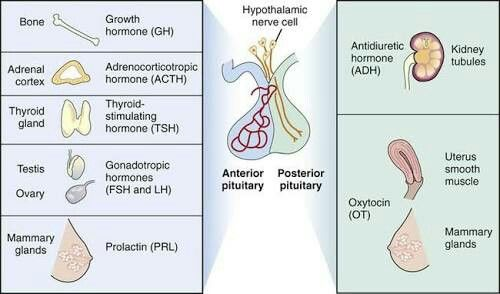 Bone
Growth
hormone (GH)
Adrenal
cortex
Adrenocorticotropic
hormone (ACTH)
Thyroid
gland
Thyroid-
stimulating
hormone (TSH)
Testis
Ovary
Gonadotropic
hormones
(FSH and LH)
Mammary
glands
Prolactin (PRL)
Hypothalamic
nerve cell
Anterior
pituitary
Posterior
pituitary
Antidiuretic
hormone
(ADH)
Kidney
tubules
Uterus
smooth
muscle
Oxytocin
(OT)
Mammary
glands